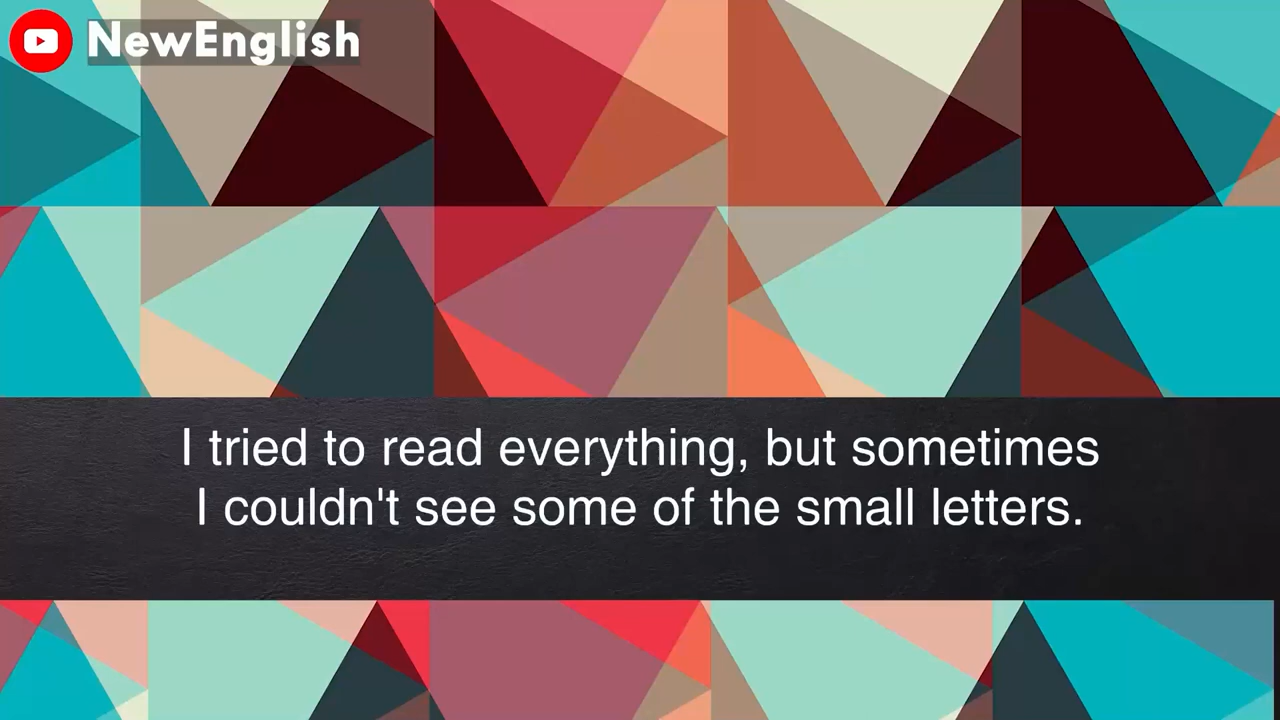 NewEnglish
I tried to read everything, but sometimes
I couldn't see some of the small letters.